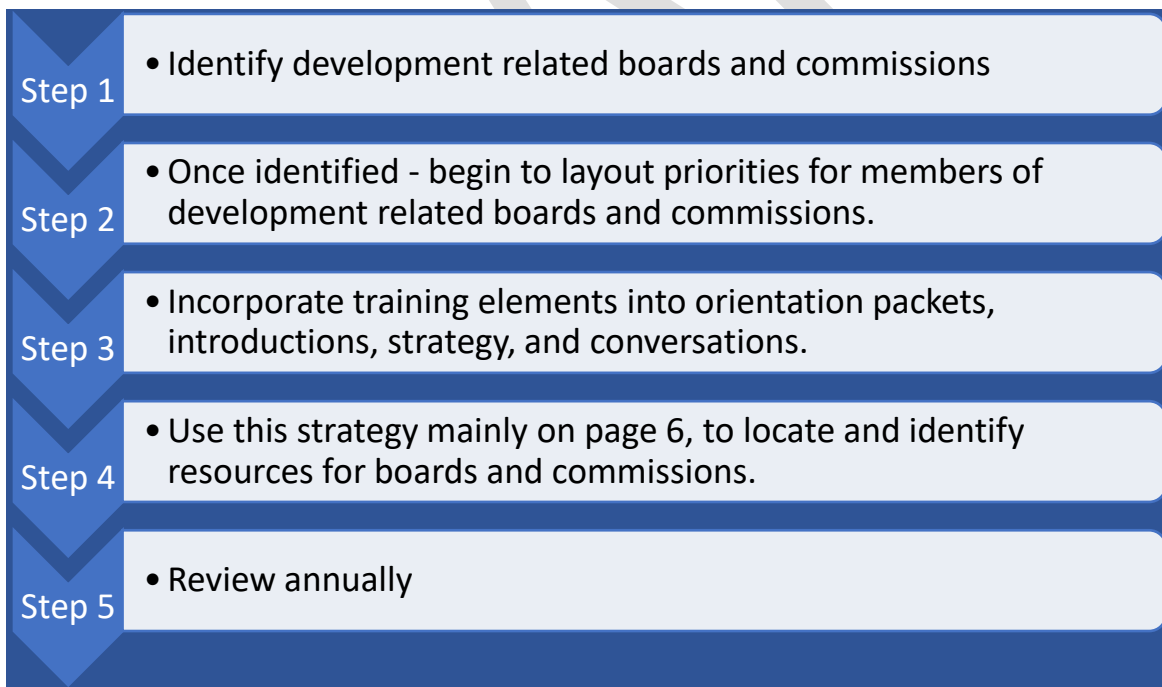 Step 1
• Identify development related boards and commissions
Step 2
• Once identified - begin to layout priorities for members of
development related boards and commissions.
Step 3
• Incorporate training elements into orientation packets,
introductions, strategy, and conversations.
Step 4
• Use this strategy mainly on page 6, to locate and identify
resources for boards and commissions.
Step 5
• Review annually